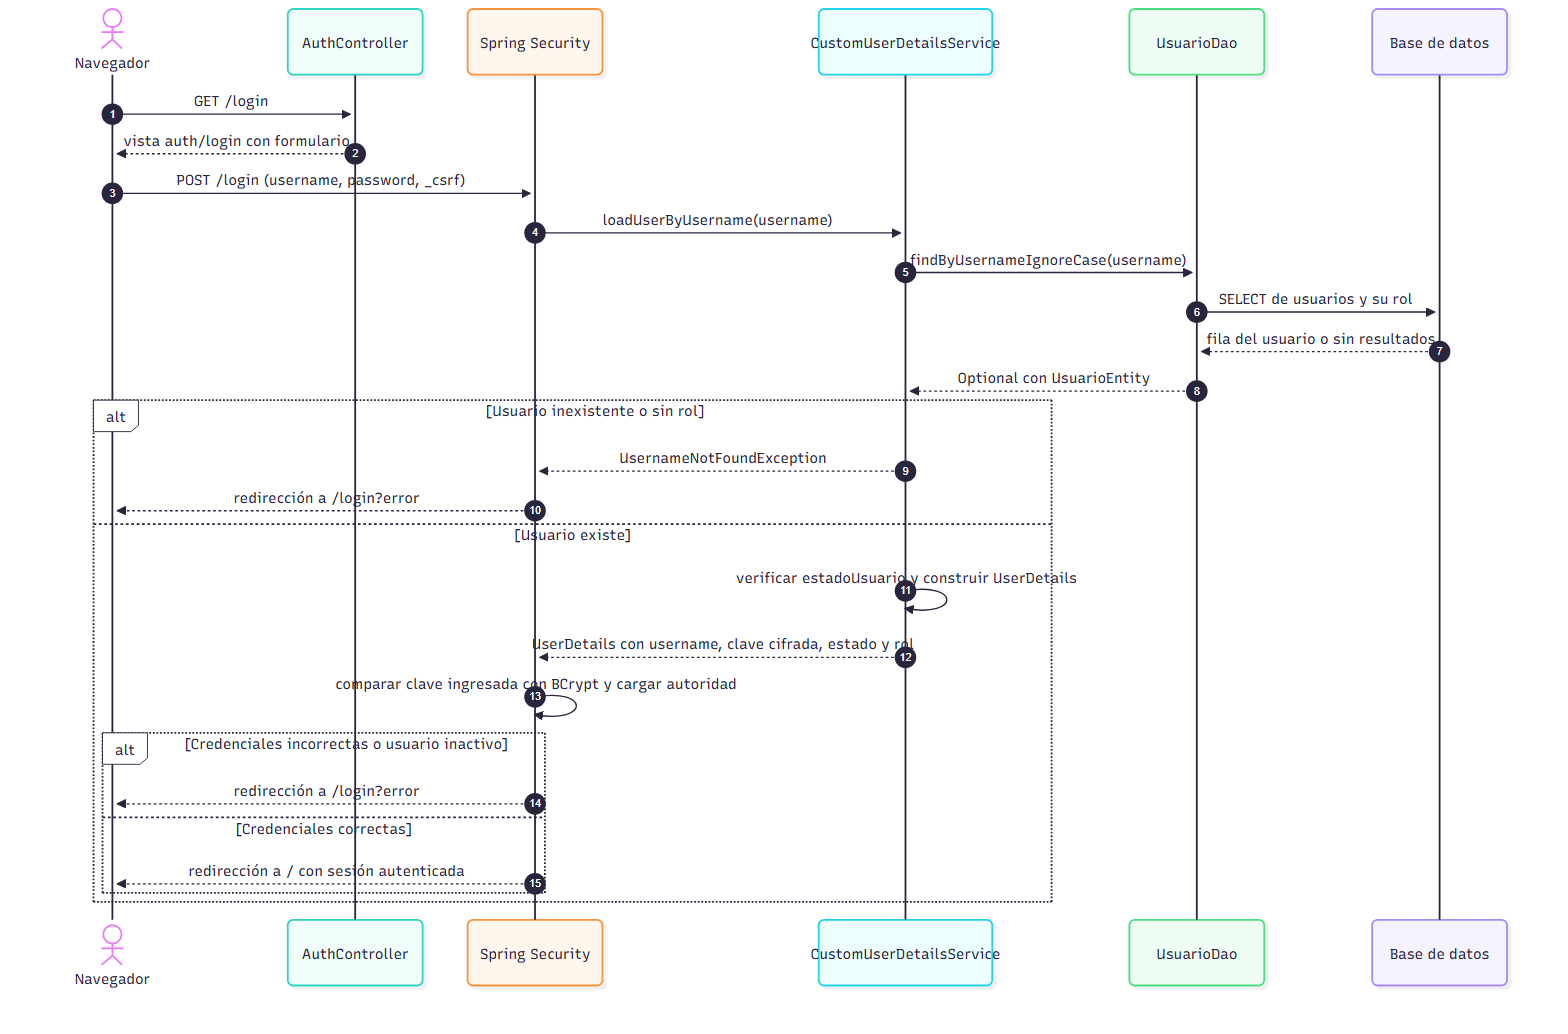 Navegador
AuthController
Spring Security
CustomUserDetailsService
UsuarioDao
Base de datos
GET /login
1
vista auth/login con formulario
2
POST /login (username, password, _csrf)
3
loadUserByUsername(username)
4
findByUsernameIgnoreCase(username)
5
SELECT de usuarios y su rol
6
fila del usuario o sin resultados
7
Optional con UsuarioEntity
8
alt
[Usuario inexistente o sin rol]
UsernameNotFoundException
9
redirección a /login?error
10
[Usuario existe]
verificar estadoUsuario y construir UserDetails
11
UserDetails con username, clave cifrada, estado y rol
12
comparar clave ingresada con BCrypt y cargar autoridad
13
alt
[Credenciales incorrectas o usuario inactivo]
redirección a /login?error
14
[Credenciales correctas]
redirección a / con sesión autenticada
15
Navegador
AuthController
Spring Security
CustomUserDetailsService
UsuarioDao
Base de datos